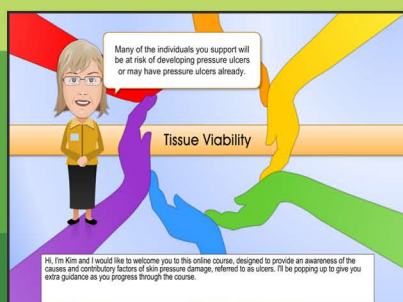 Many of the individuals you support will
be at risk of developing pressure ulcers
or may have pressure ulcers already.
Tissue Viability
Hi, I'm Kim and I would like to welcome you to this online course, designed to provide an awareness of the
causes and contributory factors of skin pressure damage, referred to as ulcers. I'll be popping up to give you
extra guidance as you progress through the course.